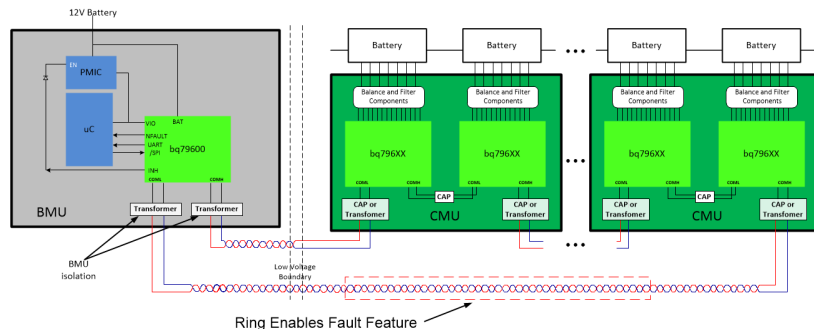 12V Battery
EN
PMIC
uC
VIO
BAT
NFAULT
UART
/SPI
bq79600
INH
COML
COMH
Transformer
Transformer
BMU
BMU
isolation
Low Voltage
Boundary
Battery
Battery
Balance and Filter
Components
Balance and Filter
Components
bq796XX
bq796XX
COML
COMH
COML
COMH
CAP
CAP or
Transfomer
CAP or
Transfomer
CMU
Battery
Battery
Balance and Filter
Components
Balance and Filter
Components
bq796XX
bq796XX
COML
COMH
COML
COMH
CAP
CAP or
Transfomer
CAP or
Transfomer
CMU
Ring Enables Fault Feature